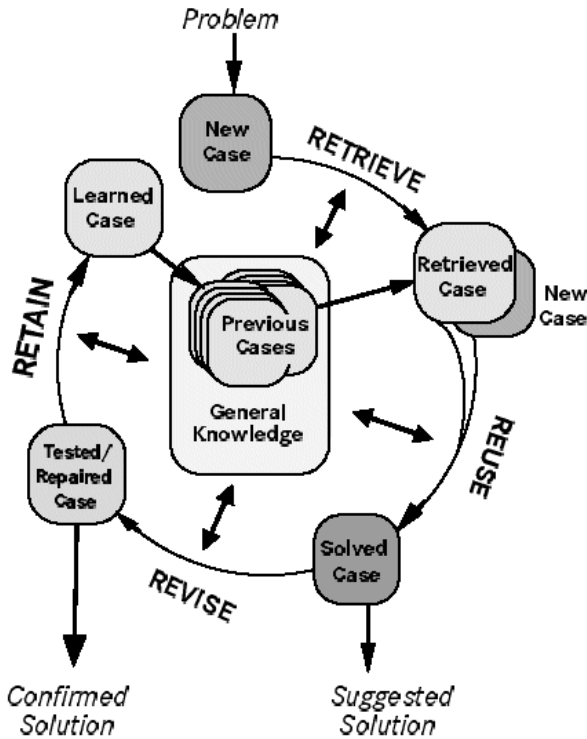 Problem
New
Case
RETRIEVE
Learned
Case
Retrieved
Case
New
Case
Previous
Cases
General
Knowledge
RETAIN
REUSE
Tested/
Repaired
Case
Solved
Case
REVISE
Confirmed
Solution
Suggested
Solution